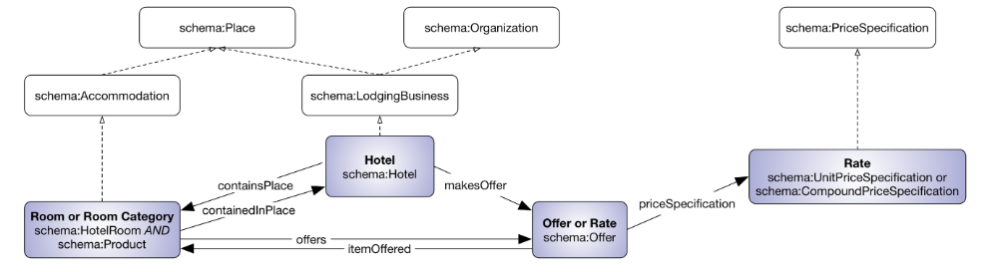 schema:Place
schema:Organization
schema:PriceSpecification
schema:Accommodation
schema:LodgingBusiness
Hotel
schema:Hotel
Rate
schema:UnitPriceSpecification or
schema:CompoundPriceSpecification
containsPlace
makesOffer
containedInPlace
priceSpecification
Room or Room Category
schema:HotelRoom AND
schema:Product
Offer or Rate
schema:Offer
offers
itemOffered